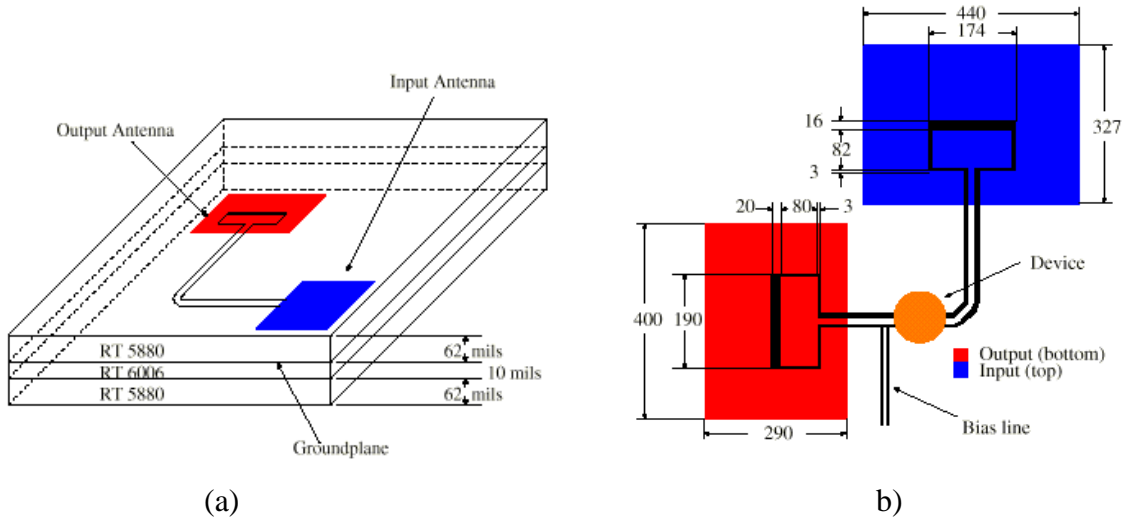 Input Antenna
Output Antenna
RT 5880
62 mils
RT 6006
10 mils
RT 5880
62 mils
Groundplane
(a)
440
174
16
82
3
327
20
80
3
400
190
290
Device
Output (bottom)
Input (top)
Bias line
b)